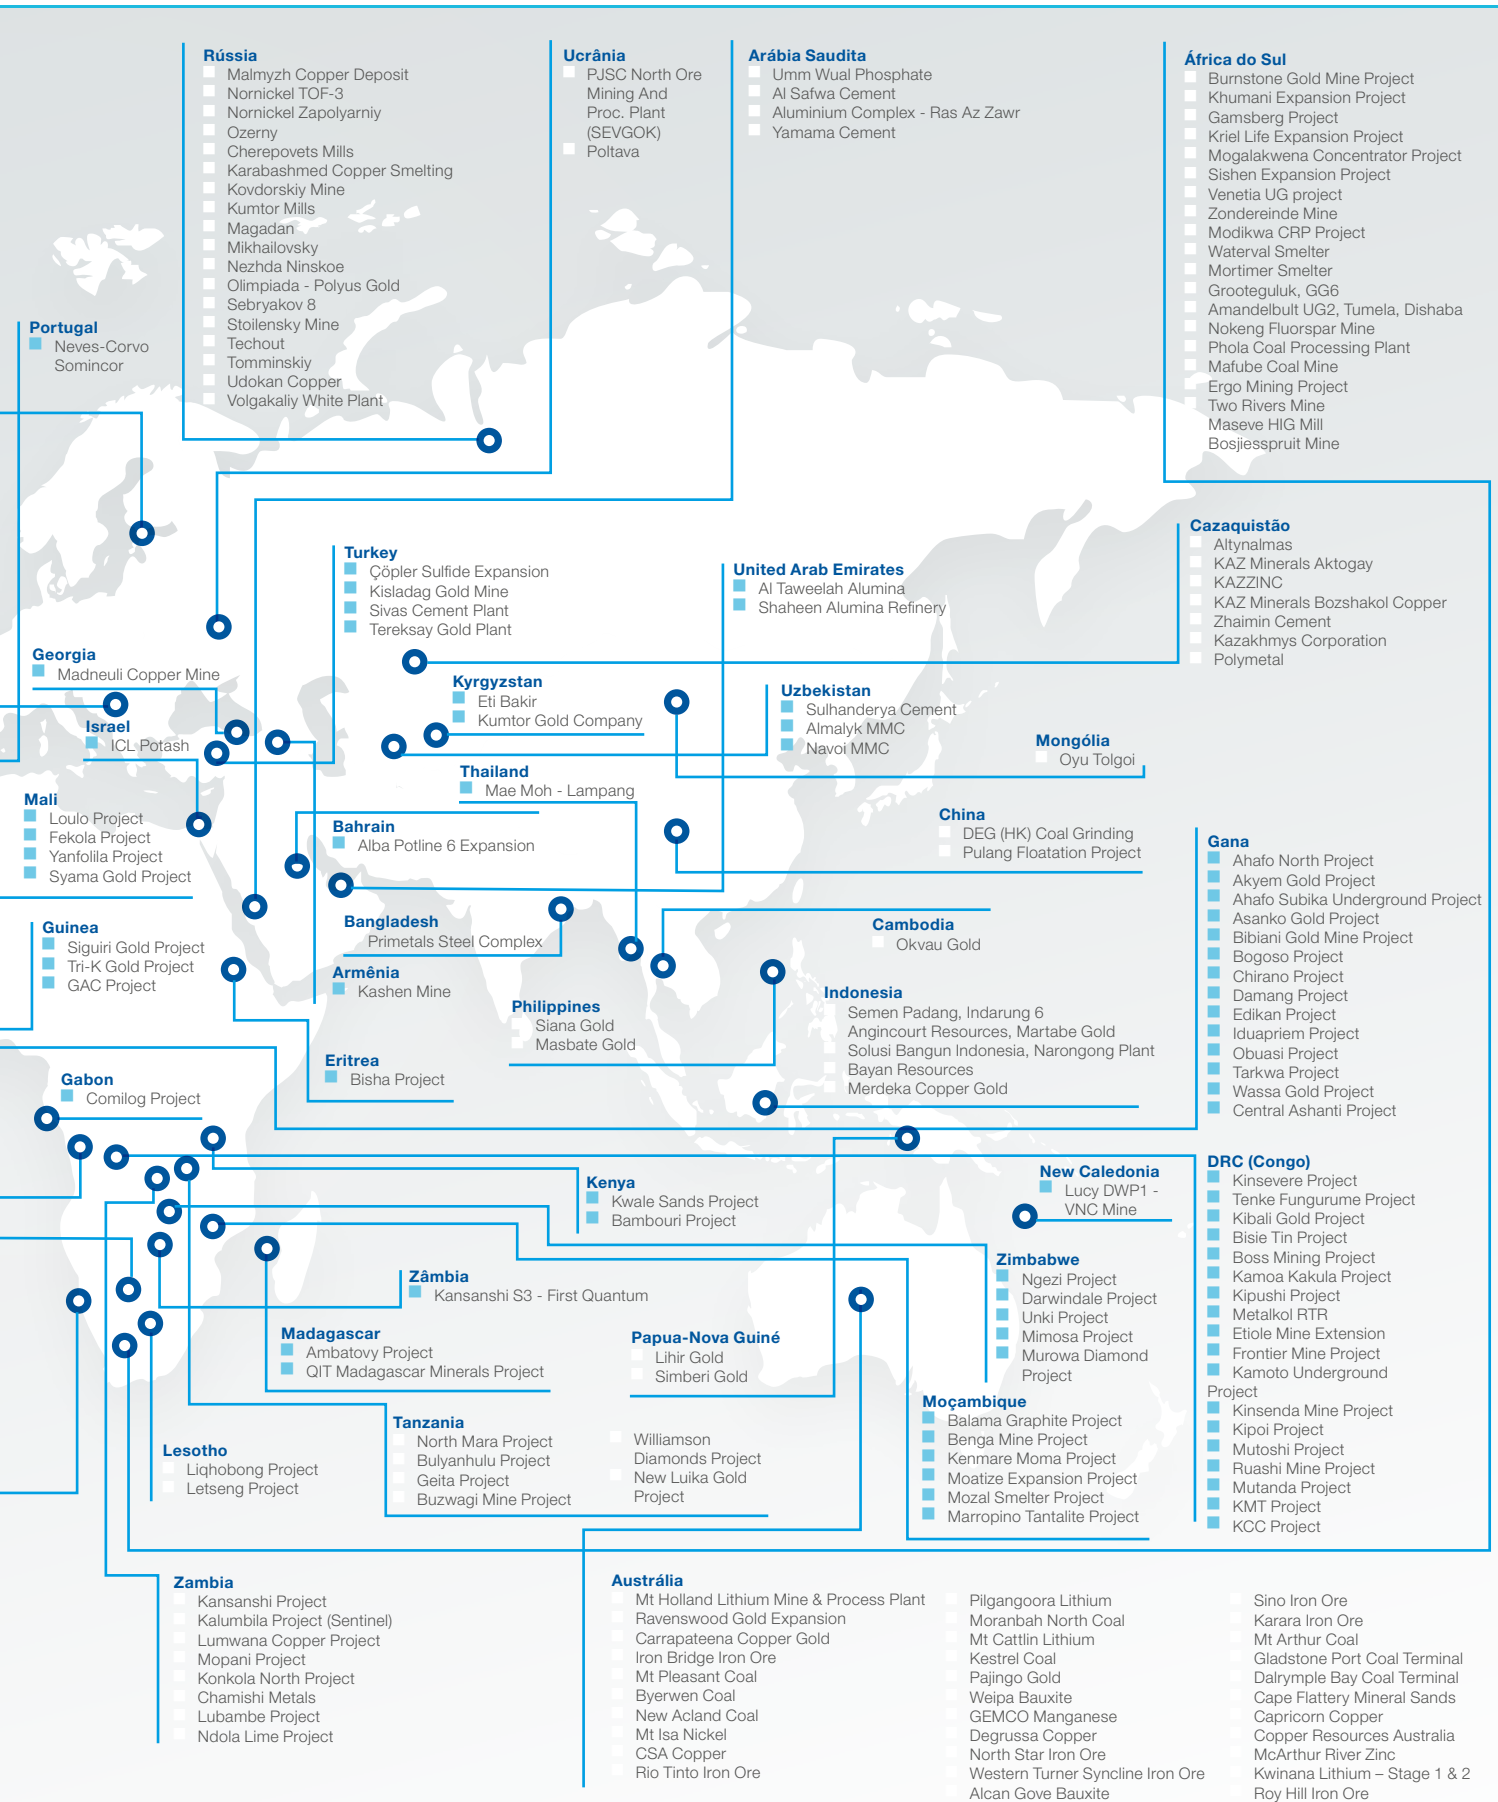 Rússia
Malmyzh Copper Deposit
Nornickel TOF-3
Nornickel Zapolyarniy
Ozerny
Cherepovets Mills
Karabashmed Copper Smelting
Kovdorskiy Mine
Kumtor Mills
Magadan
Mikhailovsky
Nezhda Ninskoe
Olimpiada - Polyus Gold
Sebryakov 8
Stoilensky Mine
Techout
Tomminskiy
Udokan Copper
Volgakaliy White Plant
Ucrânia
PJSC North Ore
Mining And
Proc. Plant
(SEVGOK)
Poltava
Arábia Saudita
Umm Wual Phosphate
Al Safwa Cement
Aluminium Complex - Ras Az Zawr
Yamama Cement
África do Sul
Burnstone Gold Mine Project
Khumani Expansion Project
Gamsberg Project
Kriel Life Expansion Project
Mogalakwena Concentrator Project
Sishen Expansion Project
Venetia UG project
Zondereinde Mine
Modikwa CRP Project
Waterval Smelter
Mortimer Smelter
Grooteguluk, GG6
Amandelbult UG2, Tumela, Dishaba
Nokeng Fluorspar Mine
Phola Coal Processing Plant
Mafube Coal Mine
Ergo Mining Project
Two Rivers Mine
Maseve HIG Mill
Bosjiesspruit Mine
Portugal
Neves-Corvo
Somincor
Turkey
Çöpler Sulfide Expansion
Kisladag Gold Mine
Sivas Cement Plant
Tereksay Gold Plant
United Arab Emirates
Al Taweelah Alumina
Shaheen Alumina Refinery
Cazaquistão
Altynalmas
KAZ Minerals Aktogay
KAZZINC
KAZ Minerals Bozshakol Copper
Zhaimin Cement
Kazakhmys Corporation
Polymetal
Georgia
Madneuli Copper Mine
Israel
ICL Potash
Kyrgyzstan
Eti Bakir
Kumtor Gold Company
Uzbekistan
Sulhanderya Cement
Almalyk MMC
Navoi MMC
Mongólia
Oyu Tolgoi
Thailand
Mae Moh - Lampang
Mali
Loulo Project
Fekola Project
Yanfolila Project
Syama Gold Project
Bahrain
Alba Potline 6 Expansion
China
DEG (HK) Coal Grinding
Pulang Floatation Project
Gana
Ahafo North Project
Akyem Gold Project
Ahafo Subika Underground Project
Asanko Gold Project
Bibiani Gold Mine Project
Bogoso Project
Chirano Project
Damang Project
Edikan Project
Iduapriem Project
Obuasi Project
Tarkwa Project
Wassa Gold Project
Central Ashanti Project
Guinea
Siguiri Gold Project
Tri-K Gold Project
GAC Project
Bangladesh
Primetals Steel Complex
Cambodia
Okvau Gold
Armênia
Kashen Mine
Philippines
Siana Gold
Masbate Gold
Indonesia
Semen Padang, Indarung 6
Angincourt Resources, Martabe Gold
Solusi Bangun Indonesia, Narongong Plant
Bayan Resources
Merdeka Copper Gold
Eritrea
Bisha Project
Gabon
Comilog Project
Kenya
Kwale Sands Project
Bambouri Project
New Caledonia
Lucy DWP1 -
VNC Mine
DRC (Congo)
Kinsevere Project
Tenke Fungurume Project
Kibali Gold Project
Bisie Tin Project
Boss Mining Project
Kamoa Kakula Project
Kipushi Project
Metalkol RTR
Etiole Mine Extension
Frontier Mine Project
Kamoto Underground
Project
Kinsenda Mine Project
Kipoi Project
Mutoshi Project
Ruashi Mine Project
Mutanda Project
KMT Project
KCC Project
Zimbabwe
Ngezi Project
Darwindale Project
Unki Project
Mimosa Project
Murowa Diamond
Project
Zâmbia
Kansanshi S3 - First Quantum
Madagascar
Ambatovy Project
QIT Madagascar Minerals Project
Papua-Nova Guiné
Lihir Gold
Simberi Gold
Moçambique
Balama Graphite Project
Benga Mine Project
Kenmare Moma Project
Moatize Expansion Project
Mozal Smelter Project
Marropino Tantalite Project
Tanzania
North Mara Project
Bulyanhulu Project
Geita Project
Buzwagi Mine Project
Williamson
Diamonds Project
New Luika Gold
Project
Lesotho
Liqhobong Project
Letseng Project
Zambia
Kansanshi Project
Kalumbila Project (Sentinel)
Lumwana Copper Project
Mopani Project
Konkola North Project
Chamishi Metals
Lubambe Project
Ndola Lime Project
Austrália
Mt Holland Lithium Mine & Process Plant
Ravenswood Gold Expansion
Carrapateena Copper Gold
Iron Bridge Iron Ore
Mt Pleasant Coal
Byerwen Coal
New Acland Coal
Mt Isa Nickel
CSA Copper
Rio Tinto Iron Ore
Pilgangoora Lithium
Moranbah North Coal
Mt Cattlin Lithium
Kestrel Coal
Pajingo Gold
Weipa Bauxite
GEMCO Manganese
Degrussa Copper
North Star Iron Ore
Western Turner Syncline Iron Ore
Alcan Gove Bauxite
Sino Iron Ore
Karara Iron Ore
Mt Arthur Coal
Gladstone Port Coal Terminal
Dalrymple Bay Coal Terminal
Cape Flattery Mineral Sands
Capricorn Copper
Copper Resources Australia
McArthur River Zinc
Kwinana Lithium – Stage 1 & 2
Roy Hill Iron Ore